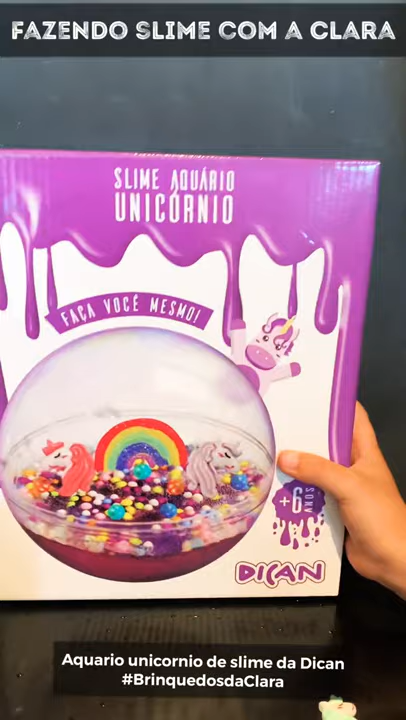 FAZENDO SLIME COM A CLARA
SLIME AQUÁRIO
UNICÓRNIO
FAÇA VOCÊ MESMO!
+6
ANOS
DICAN
Aquario unicornio de slime da Dican
#BrinquedosdaClara